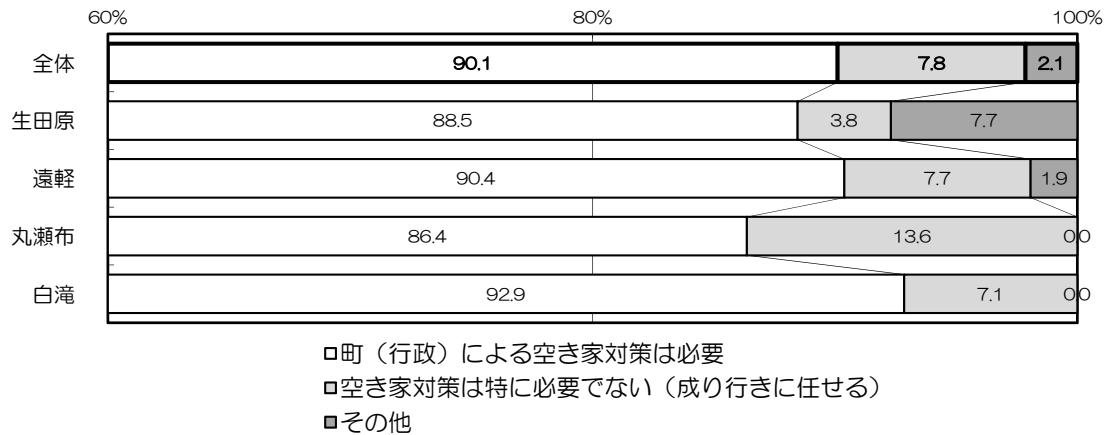 60% 80% 100%
全体 90.1 7.8 2.1
生田原 88.5 3.8 7.7
遠軽 90.4 7.7 1.9
丸瀬布 86.4 13.6 0.0
白滝 92.9 7.1 0.0
町（行政）による空き家対策は必要
空き家対策は特に必要でない（成り行きに任せる）
その他